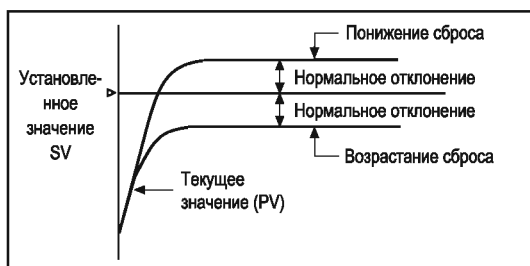 Понижение сброса
Нормальное отклонение
Установле-
нное
значение
SV
Нормальное отклонение
Возрастание сброса
Текущее
значение (PV)